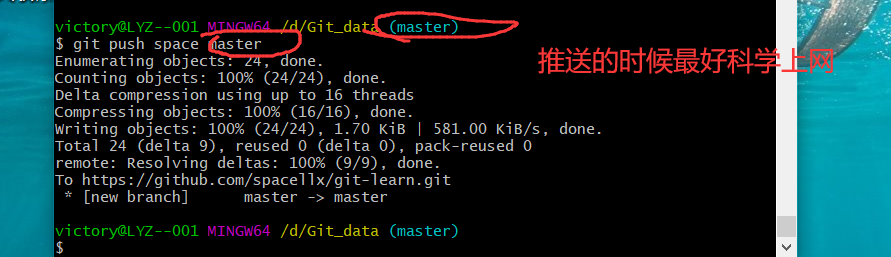 victory@LYZ--001 MINGW64 /d/Git_data (master)
$ git push space master
Enumerating objects: 24, done.
推送的时候最好科学上网
Counting objects: 100% (24/24), done.
Delta compression using up to 16 threads
Compressing objects: 100% (16/16), done.
Writing objects: 100% (24/24), 1.70 KiB | 581.00 KiB/s, done.
Total 24 (delta 9), reused 0 (delta 0), pack-reused 0
remote: Resolving deltas: 100% (9/9), done.
To https://github.com/spacellx/git-learn.git
 * [new branch]      master -> master
victory@LYZ--001 MINGW64 /d/Git_data (master)
$